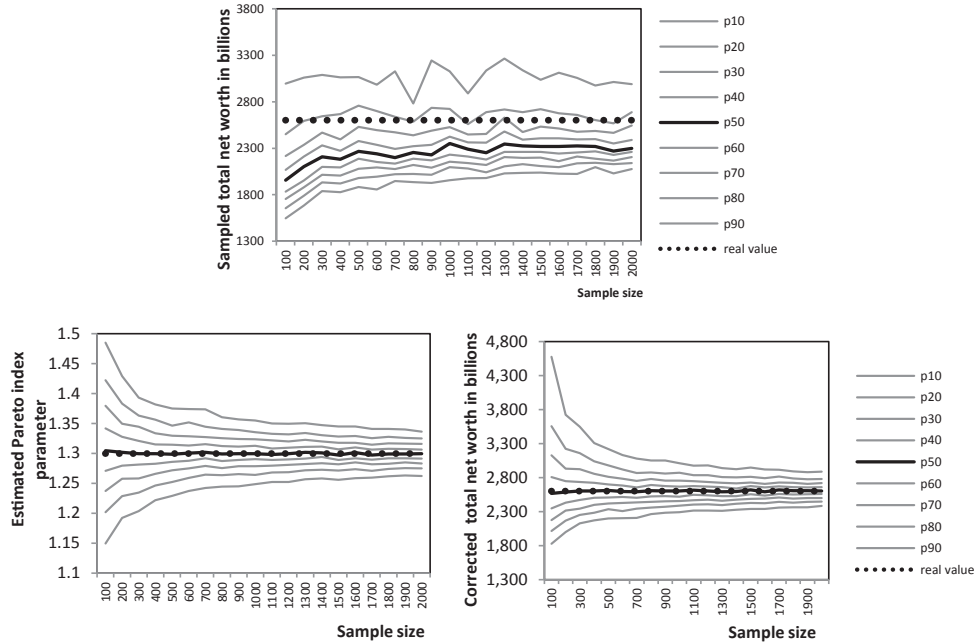 Sampled total net worth in billions
3800
3300
2800
2300
1800
1300
100
200
300
400
500
600
700
800
900
1000
1100
1200
1300
1400
1500
1600
1700
1800
1900
2000
Sample size
p10
p20
p30
p40
p50
p60
p70
p80
p90
real value
Estimated Pareto index
parameter
1.5
1.45
1.4
1.35
1.3
1.25
1.2
1.15
1.1
100
200
300
400
500
600
700
800
900
1000
1100
1200
1300
1400
1500
1600
1700
1800
1900
2000
Sample size
Corrected total net worth in billions
4,800
4,300
3,800
3,300
2,800
2,300
1,800
1,300
100
300
500
700
900
1100
1300
1500
1700
1900
Sample size
p10
p20
p30
p40
p50
p60
p70
p80
p90
real value